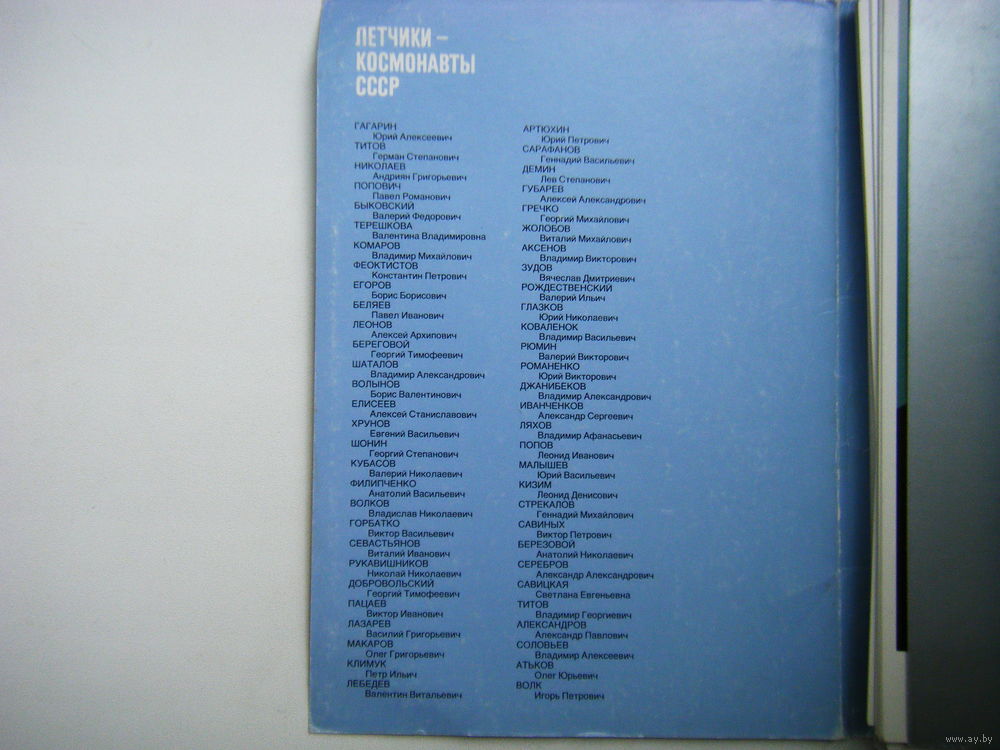 ЛЕТЧИКИ –
КОСМОНАВТЫ
СССР
ГАГАРИН
Юрий Алексеевич
ТИТОВ
Герман Степанович
НИКОЛАЕВ
Андриян Григорьевич
ПОПОВИЧ
Павел Романович
БЫКОВСКИЙ
Валерий Федорович
ТЕРЕШКОВА
Валентина Владимировна
КОМАРОВ
Владимир Михайлович
ФЕОКТИСТОВ
Константин Петрович
ЕГОРОВ
Борис Борисович
БЕЛЯЕВ
Павел Иванович
ЛЕОНОВ
Алексей Архипович
БЕРЕГОВОЙ
Георгий Тимофеевич
ШАТАЛОВ
Владимир Александрович
ВОЛЫНОВ
Борис Валентинович
ЕЛИСЕЕВ
Алексей Станиславович
ХРУНОВ
Евгений Васильевич
ШОНИН
Георгий Степанович
КУБАСОВ
Валерий Николаевич
ФИЛИПЧЕНКО
Анатолий Васильевич
ВОЛКОВ
Владислав Николаевич
ГОРБАТКО
Виктор Васильевич
СЕВАСТЬЯНОВ
Виталий Иванович
РУКАВИШНИКОВ
Николай Николаевич
ДОБРОВОЛЬСКИЙ
Георгий Тимофеевич
ПАЦАЕВ
Виктор Иванович
ЛАЗАРЕВ
Василий Григорьевич
МАКАРОВ
Олег Григорьевич
КЛИМУК
Петр Ильич
ЛЕБЕДЕВ
Валентин Витальевич
АРТЮХИН
Юрий Петрович
САРАФАНОВ
Геннадий Васильевич
ДЕМИН
Лев Степанович
ГУБАРЕВ
Алексей Александрович
ГРЕЧКО
Георгий Михайлович
ЖОЛОБОВ
Виталий Михайлович
АКСЕНОВ
Владимир Викторович
ЗУДОВ
Вячеслав Дмитриевич
РОЖДЕСТВЕНСКИЙ
Валерий Ильич
ГЛАЗКОВ
Юрий Николаевич
КОВАЛЕНОК
Владимир Васильевич
РЮМИН
Валерий Викторович
РОМАНЕНКО
Юрий Викторович
ДЖАНИБЕКОВ
Владимир Александрович
ИВАНЧЕНКОВ
Александр Сергеевич
ЛЯХОВ
Владимир Афанасьевич
ПОПОВ
Леонид Иванович
МАЛЫШЕВ
Юрий Васильевич
КИЗИМ
Леонид Денисович
СТРЕКАЛОВ
Геннадий Михайлович
САВИНЫХ
Виктор Петрович
БЕРЕЗОВОЙ
Анатолий Николаевич
СЕРЕБРОВ
Александр Александрович
САВИЦКАЯ
Светлана Евгеньевна
ТИТОВ
Владимир Георгиевич
АЛЕКСАНДРОВ
Александр Павлович
СОЛОВЬЕВ
Владимир Алексеевич
АТЬКОВ
Олег Юрьевич
ВОЛК
Игорь Петрович
www.ay.by